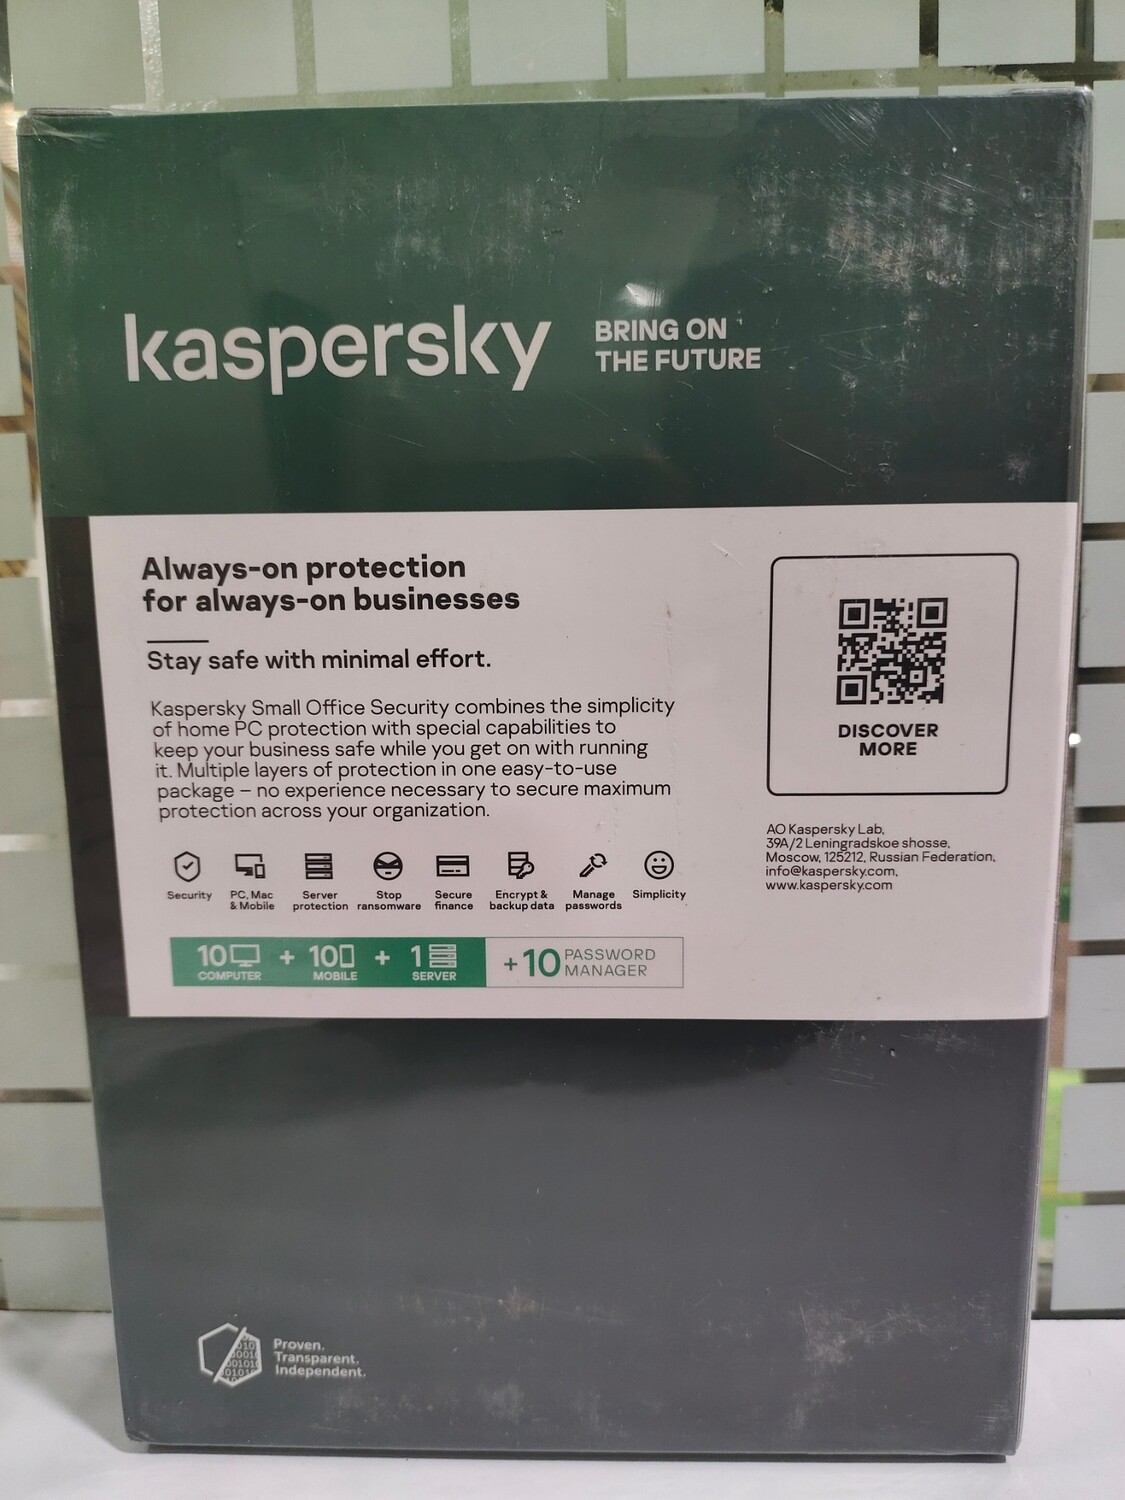 kaspersky
BRING ON
THE FUTURE
Always-on protection
for always-on businesses
Stay safe with minimal effort.
Kaspersky Small Office Security combines the simplicity
of home PC protection with special capabilities to
keep your business safe while you get on with running
it. Multiple layers of protection in one easy-to-use
package – no experience necessary to secure maximum
protection across your organization.
Security
PC, Mac
& Mobile
Server
protection
Stop
ransomware
Secure
finance
Encrypt &
backup data
Manage
passwords
Simplicity
10 + 10 + 1
COMPUTER MOBILE SERVER
+10 PASSWORD
MANAGER
DISCOVER
MORE
AO Kaspersky Lab,
39A/2 Leningradskoe shosse,
Moscow, 125212, Russian Federation,
info@kaspersky.com,
www.kaspersky.com
Proven.
Transparent.
Independent.